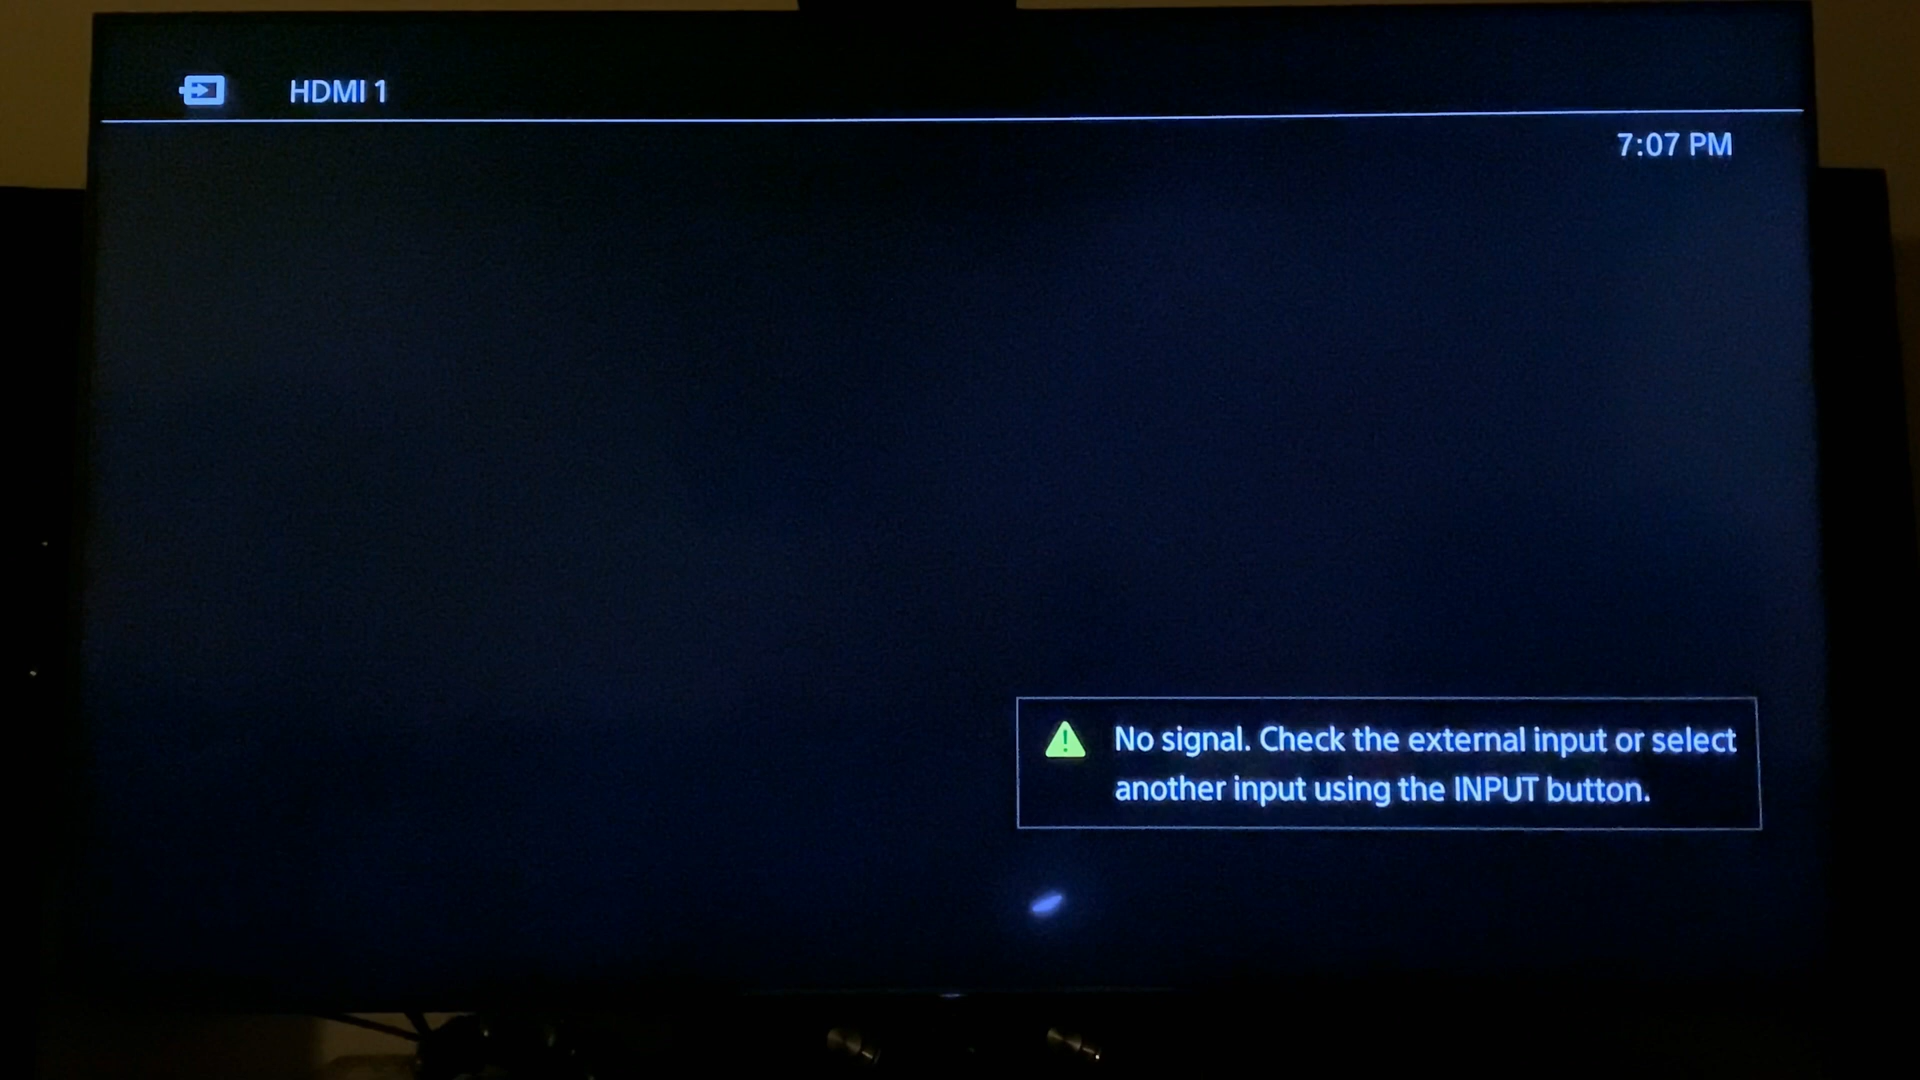 HDMI 1
7:07 PM
No signal. Check the external input or select
another input using the INPUT button.